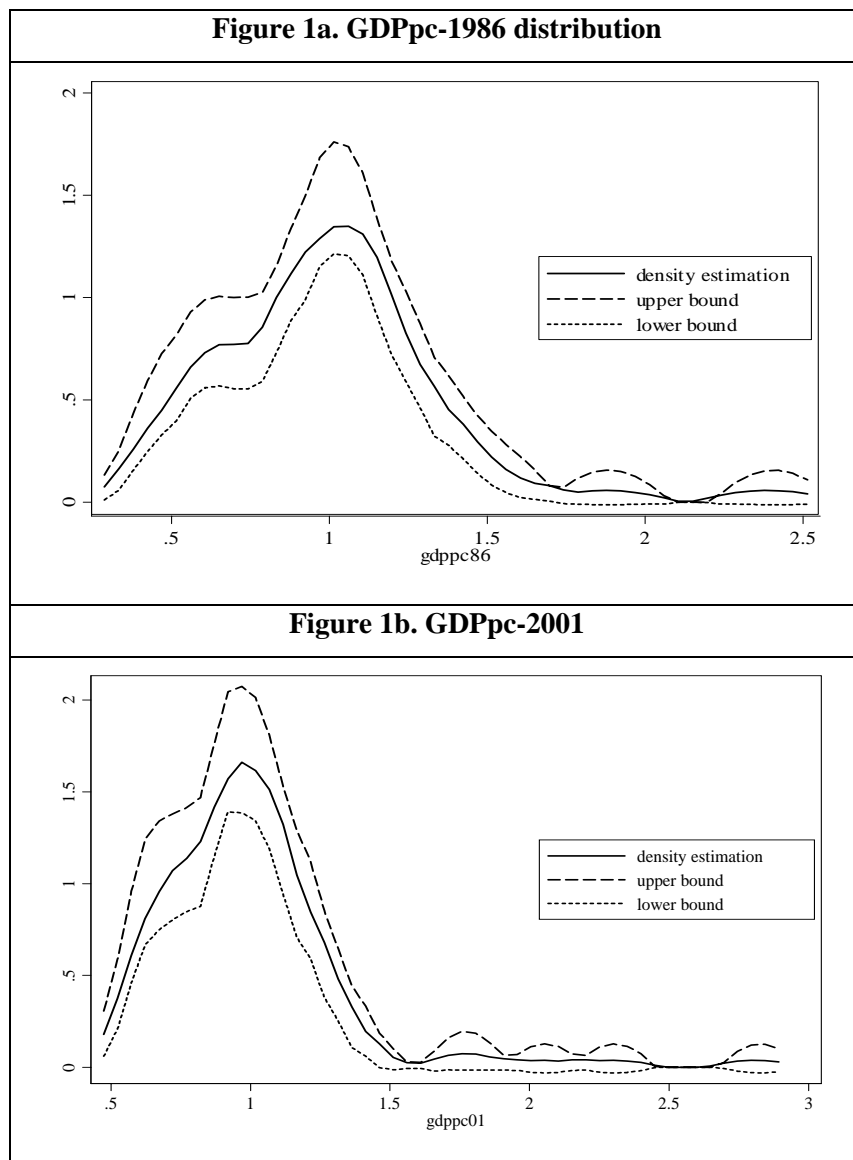 Figure 1a. GDPpc-1986 distribution
2
1.5
1
.5
0
density estimation
upper bound
lower bound
.5 1 1.5 2 2.5
gdppc86
Figure 1b. GDPpc-2001
2
1.5
1
.5
0
density estimation
upper bound
lower bound
.5 1 1.5 2 2.5 3
gdppc01